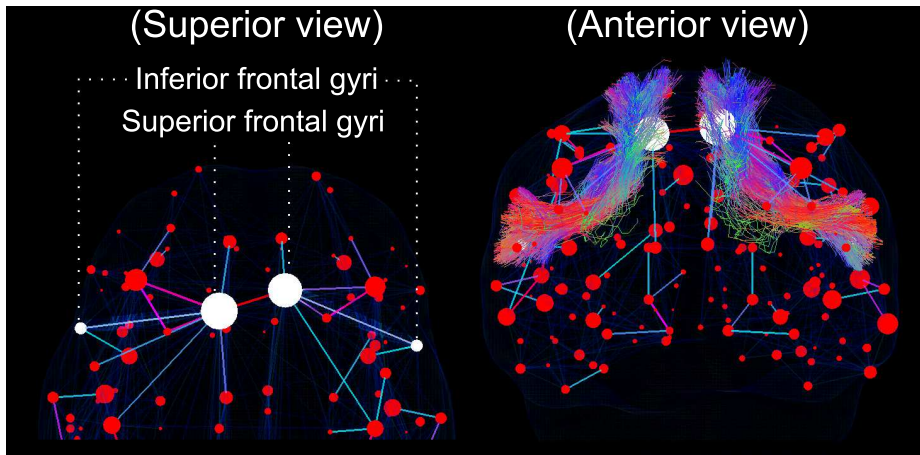 (Superior view)
(Anterior view)
Inferior frontal gyri
Superior frontal gyri